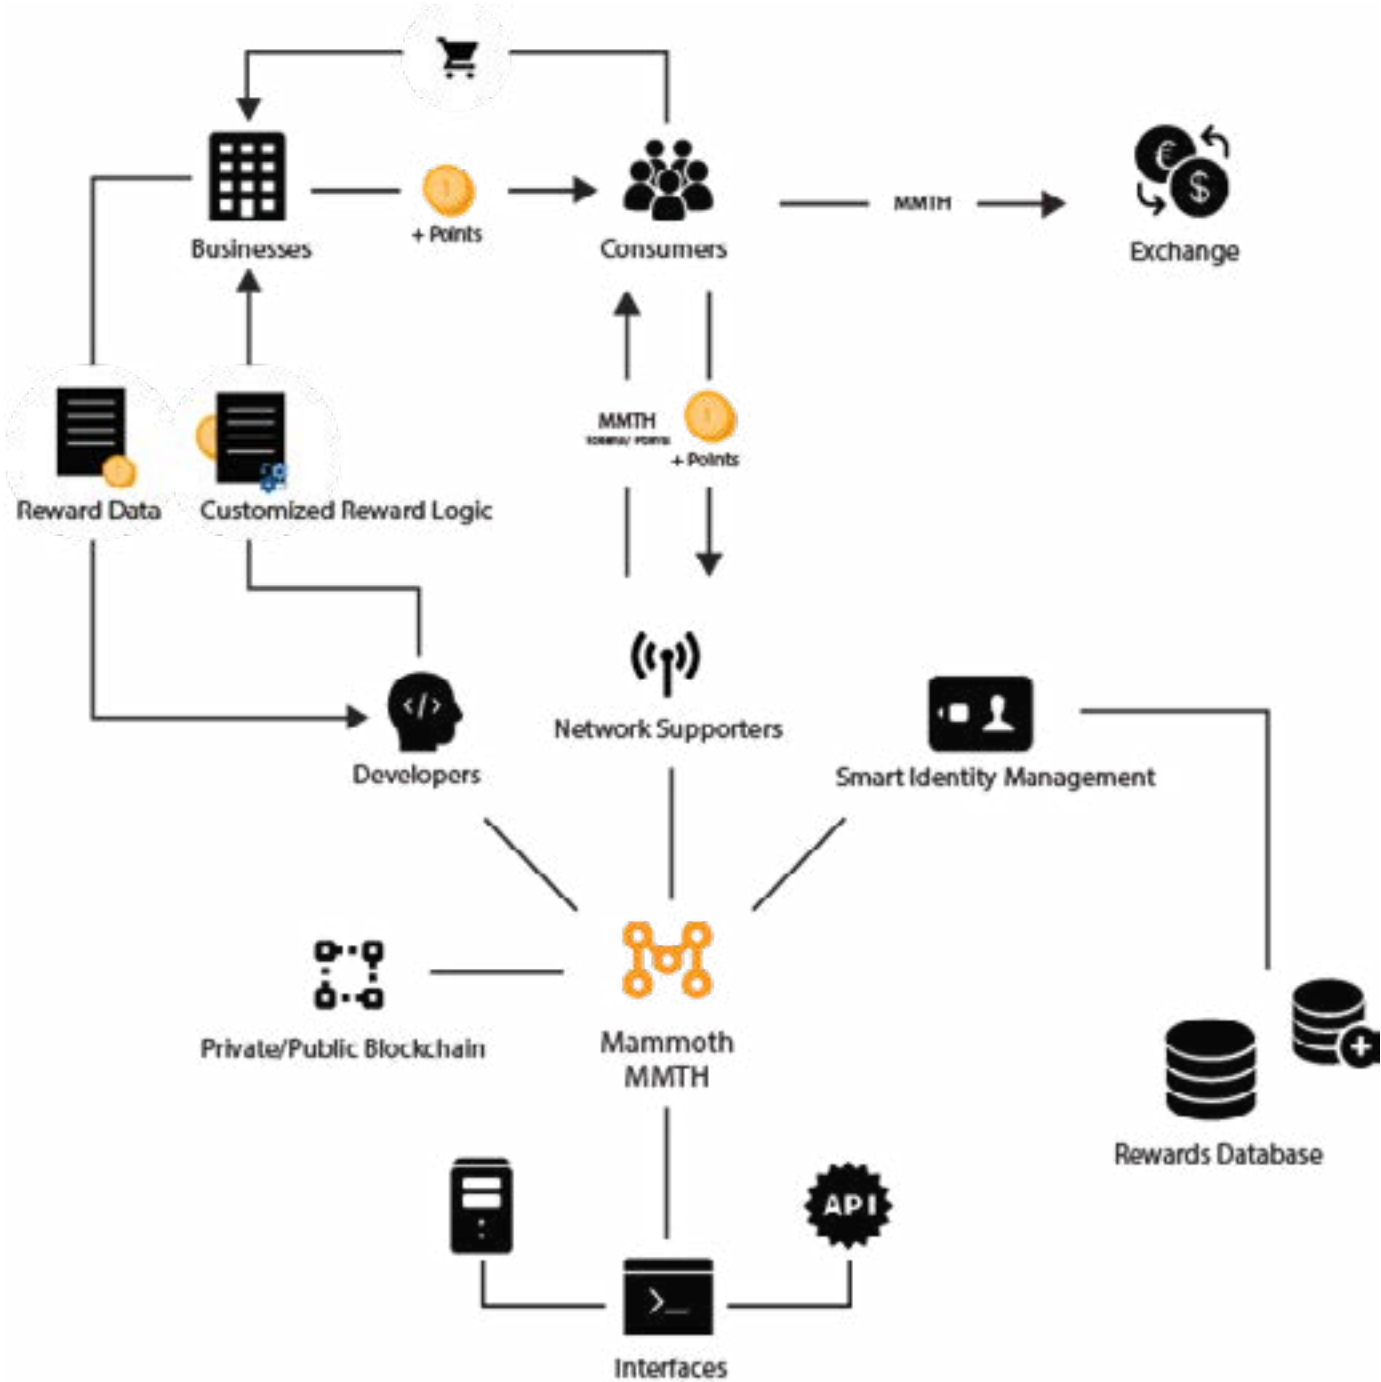 Businesses
+ Points
Consumers
MMTH
€
$
Exchange
MMTH
+ Points
Reward Data
Customized Reward Logic
</>
Developers
Network Supporters
Smart Identity Management
Private/Public Blockchain
Mammoth
MMTH
Rewards Database
API
>_
Interfaces